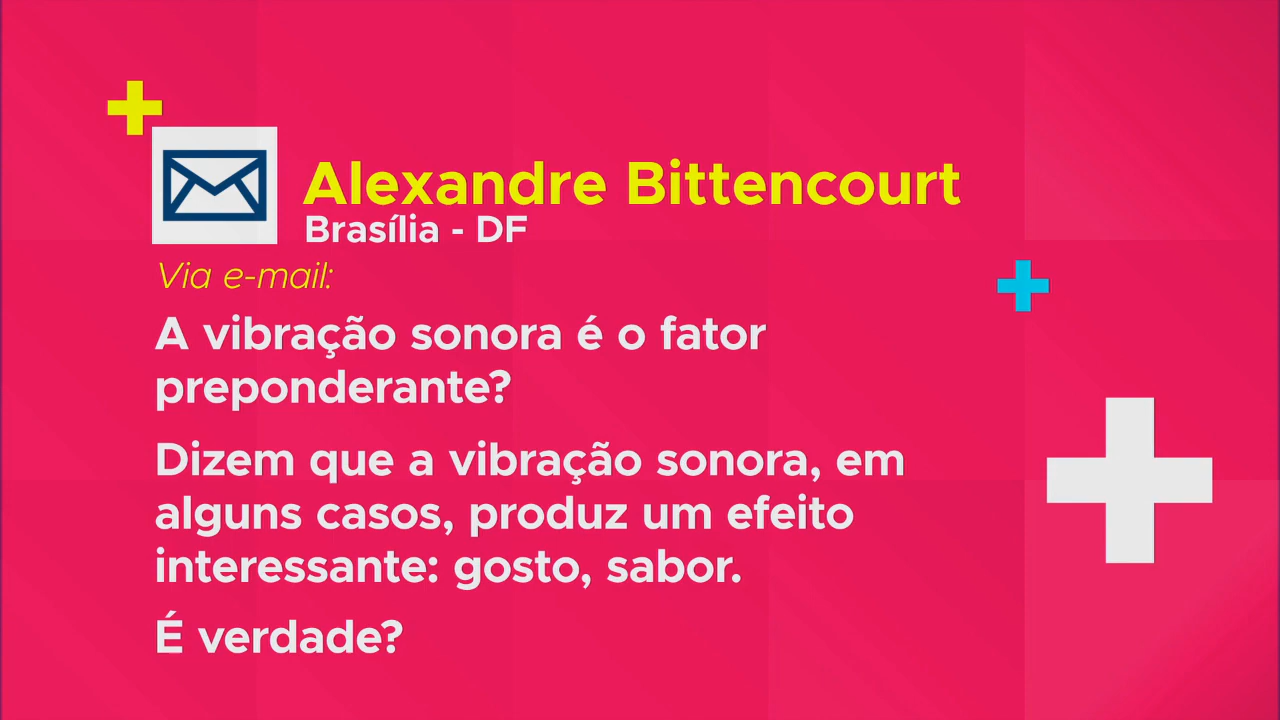 Alexandre Bittencourt
Brasília - DF
Via e-mail:
A vibração sonora é o fator
preponderante?
Dizem que a vibração sonora, em
alguns casos, produz um efeito
interessante: gosto, sabor.
É verdade?